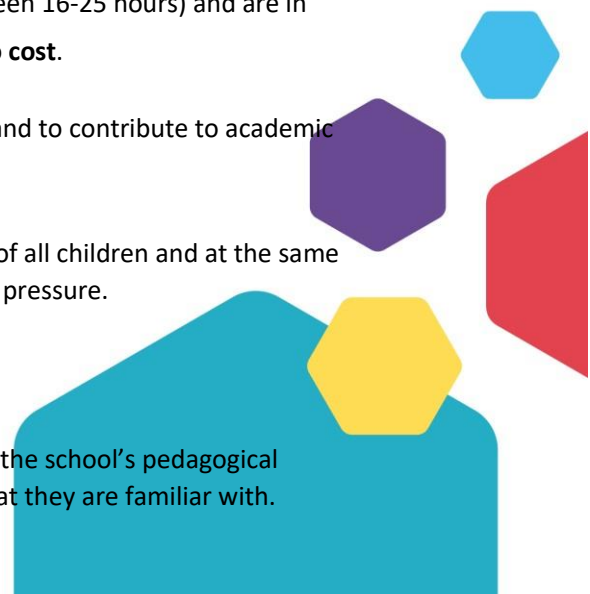 een 16-25 hours) and are in
cost.
and to contribute to academic
of all children and at the same
pressure.
the school’s pedagogical
at they are familiar with.